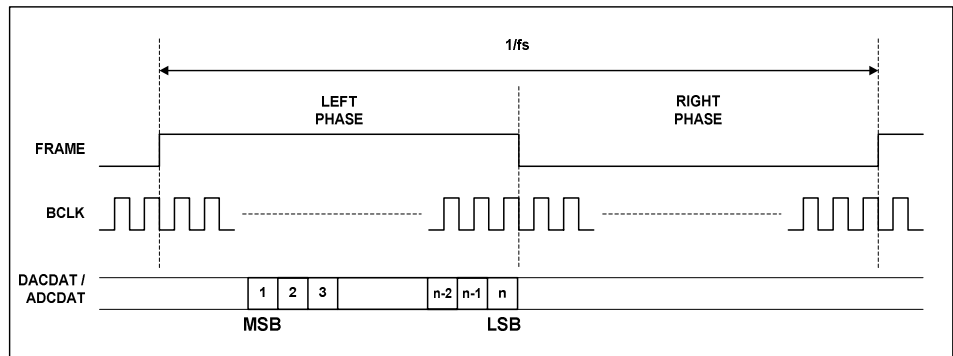 1/fs
LEFT
PHASE
RIGHT
PHASE
FRAME
BCLK
DACDAT /
ADCDAT
1 2 3 n-2 n-1 n
MSB LSB